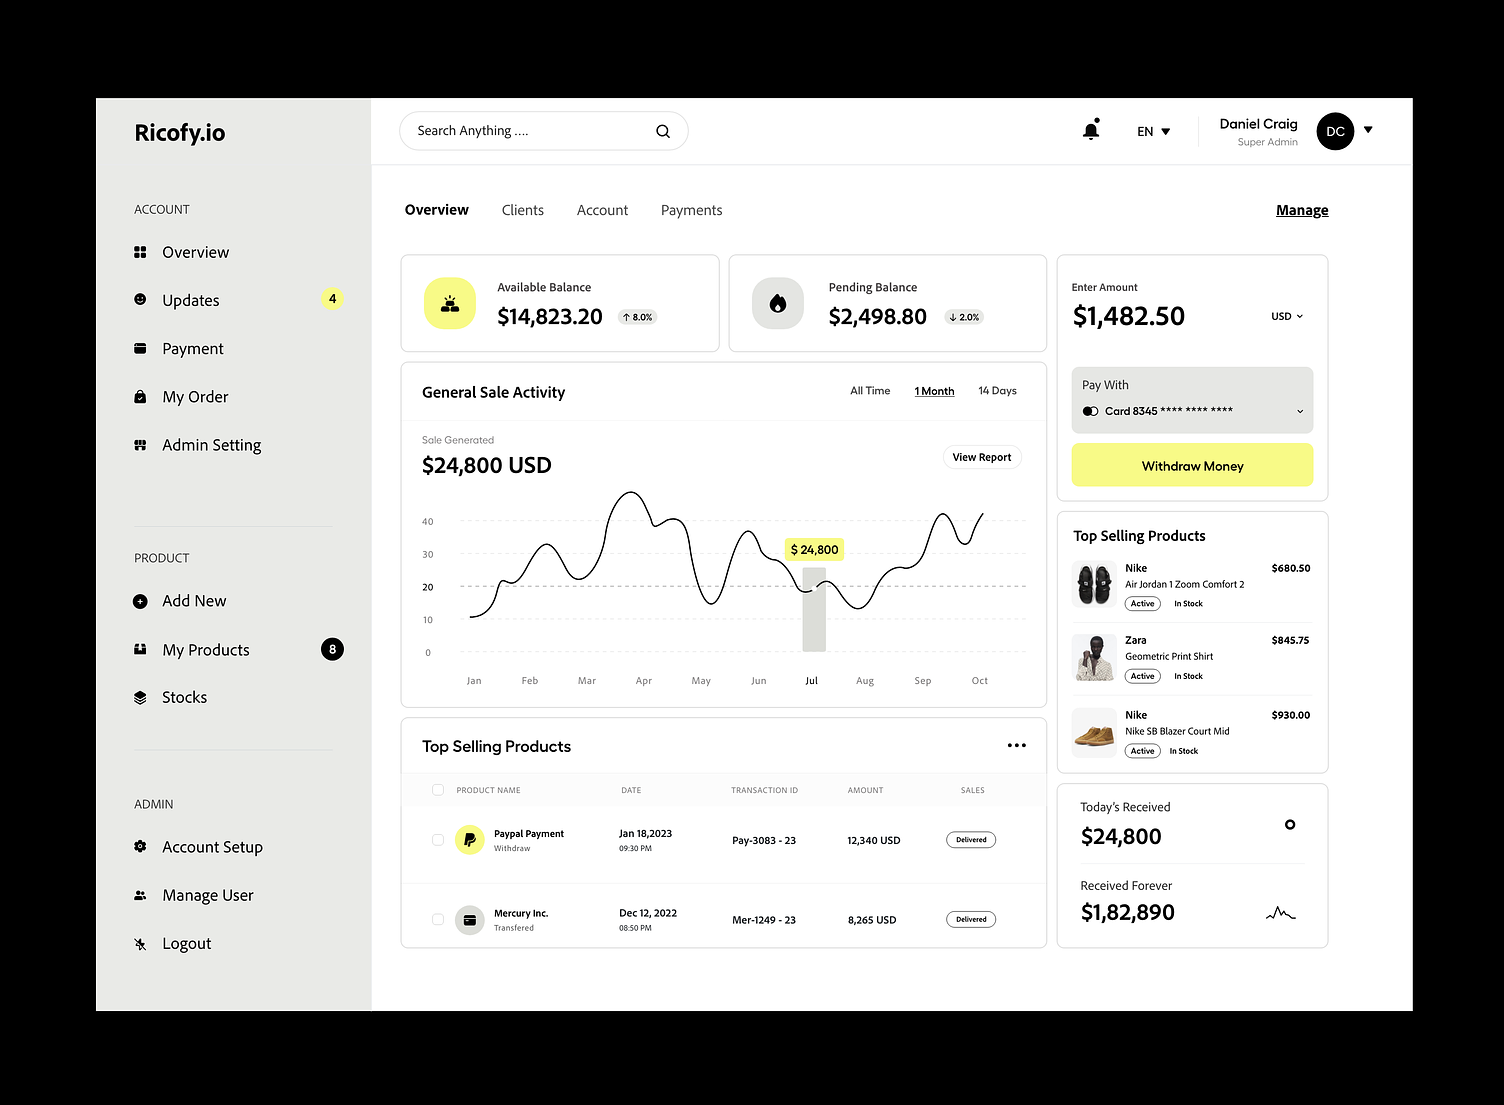 Ricofy.io
ACCOUNT
Overview
Updates 4
Payment
My Order
Admin Setting
PRODUCT
Add New
My Products 8
Stocks
ADMIN
Account Setup
Manage User
Logout
Search Anything ....
EN
Daniel Craig
Super Admin
DC
Overview Clients Account Payments
Manage
Available Balance
$14,823.20 ↑ 8.0%
Pending Balance
$2,498.80 ↓ 2.0%
General Sale Activity
All Time 1 Month 14 Days
Sale Generated
$24,800 USD
View Report
40
30
20
10
0
$ 24,800
Jan Feb Mar Apr May Jun Jul Aug Sep Oct
Top Selling Products
PRODUCT NAME DATE TRANSACTION ID AMOUNT SALES
Paypal Payment
Withdraw
Jan 18,2023
09:30 PM
Pay-3083 - 23
12,340 USD
Delivered
Mercury Inc.
Transfered
Dec 12, 2022
08:50 PM
Mer-1249 - 23
8,265 USD
Delivered
Enter Amount
$1,482.50 USD
Pay With
Card 8345 **** **** ****
Withdraw Money
Top Selling Products
Nike $680.50
Air Jordan 1 Zoom Comfort 2
Active In Stock
Zara $845.75
Geometric Print Shirt
Active In Stock
Nike $930.00
Nike SB Blazer Court Mid
Active In Stock
Today's Received
$24,800
Received Forever
$1,82,890